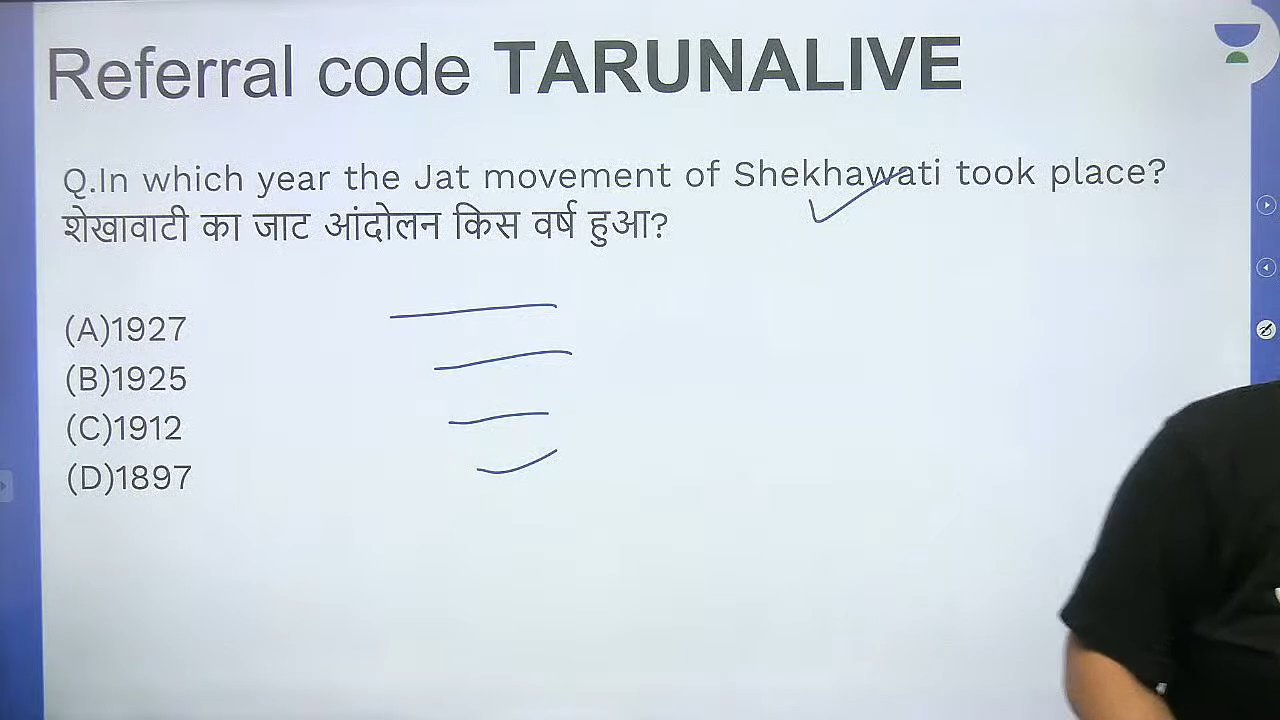 Referral code TARUNALIVE
Q.In which year the Jat movement of Shekhawati took place?
शेखावाटी का जाट आंदोलन किस वर्ष हुआ?
(A)1927
(B)1925
(C)1912
(D)1897